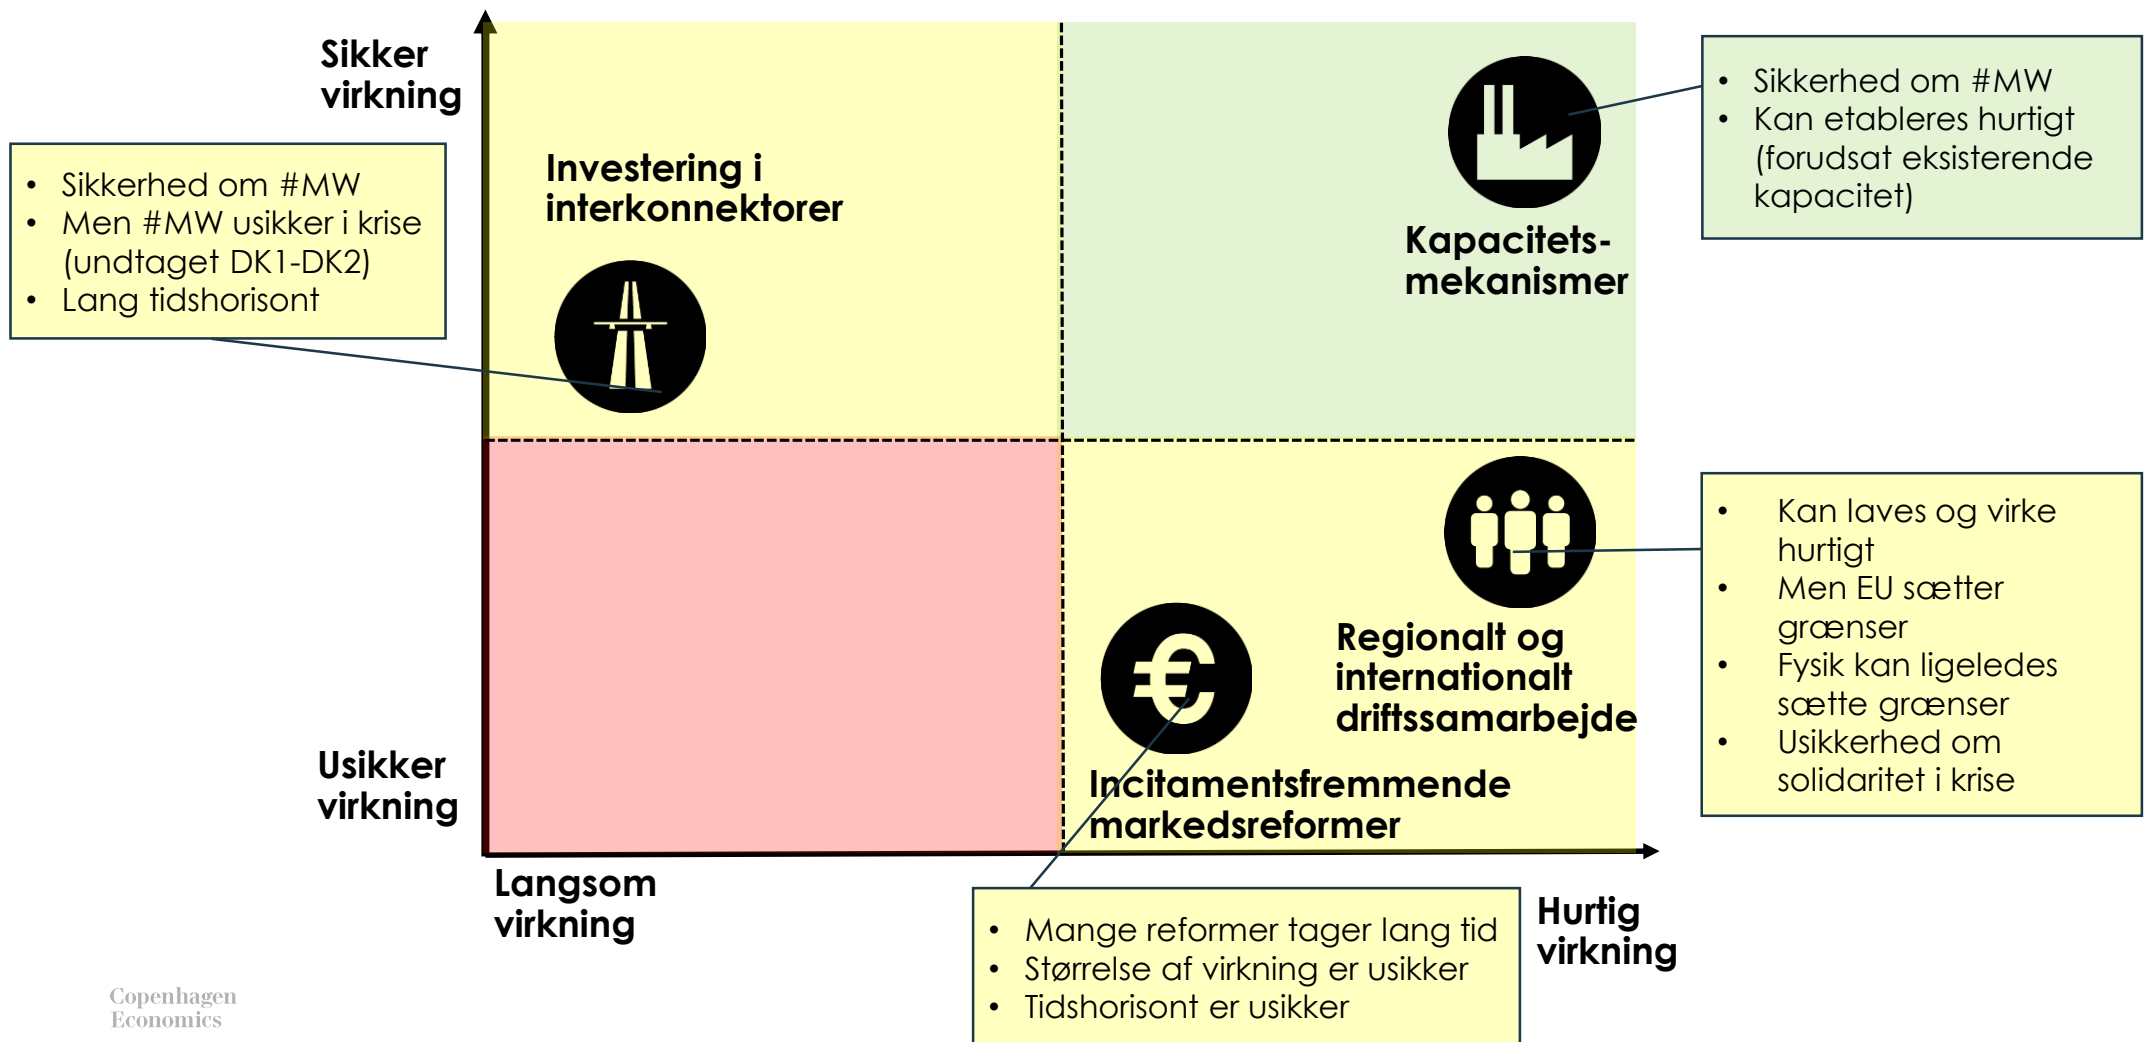 Sikker
virkning
• Sikkerhed om #MW
• Men #MW usikker i krise
(undtaget DK1-DK2)
• Lang tidshorisont
Investering i
interkonnektorer
Kapacitets-
mekanismer
• Sikkerhed om #MW
• Kan etableres hurtigt
(forudsat eksisterende
kapacitet)
Regionalt og
internationalt
driftssamarbejde
• Kan laves og virke
hurtigt
• Men EU sætter
grænser
• Fysik kan ligeledes
sætte grænser
• Usikkerhed om
solidaritet i krise
Usikker
virkning
€
Incitamentsfremmende
markedsreformer
Langsom
virkning
• Mange reformer tager lang tid
• Størrelse af virkning er usikker
• Tidshorisont er usikker
Hurtig
virkning
Copenhagen
Economics